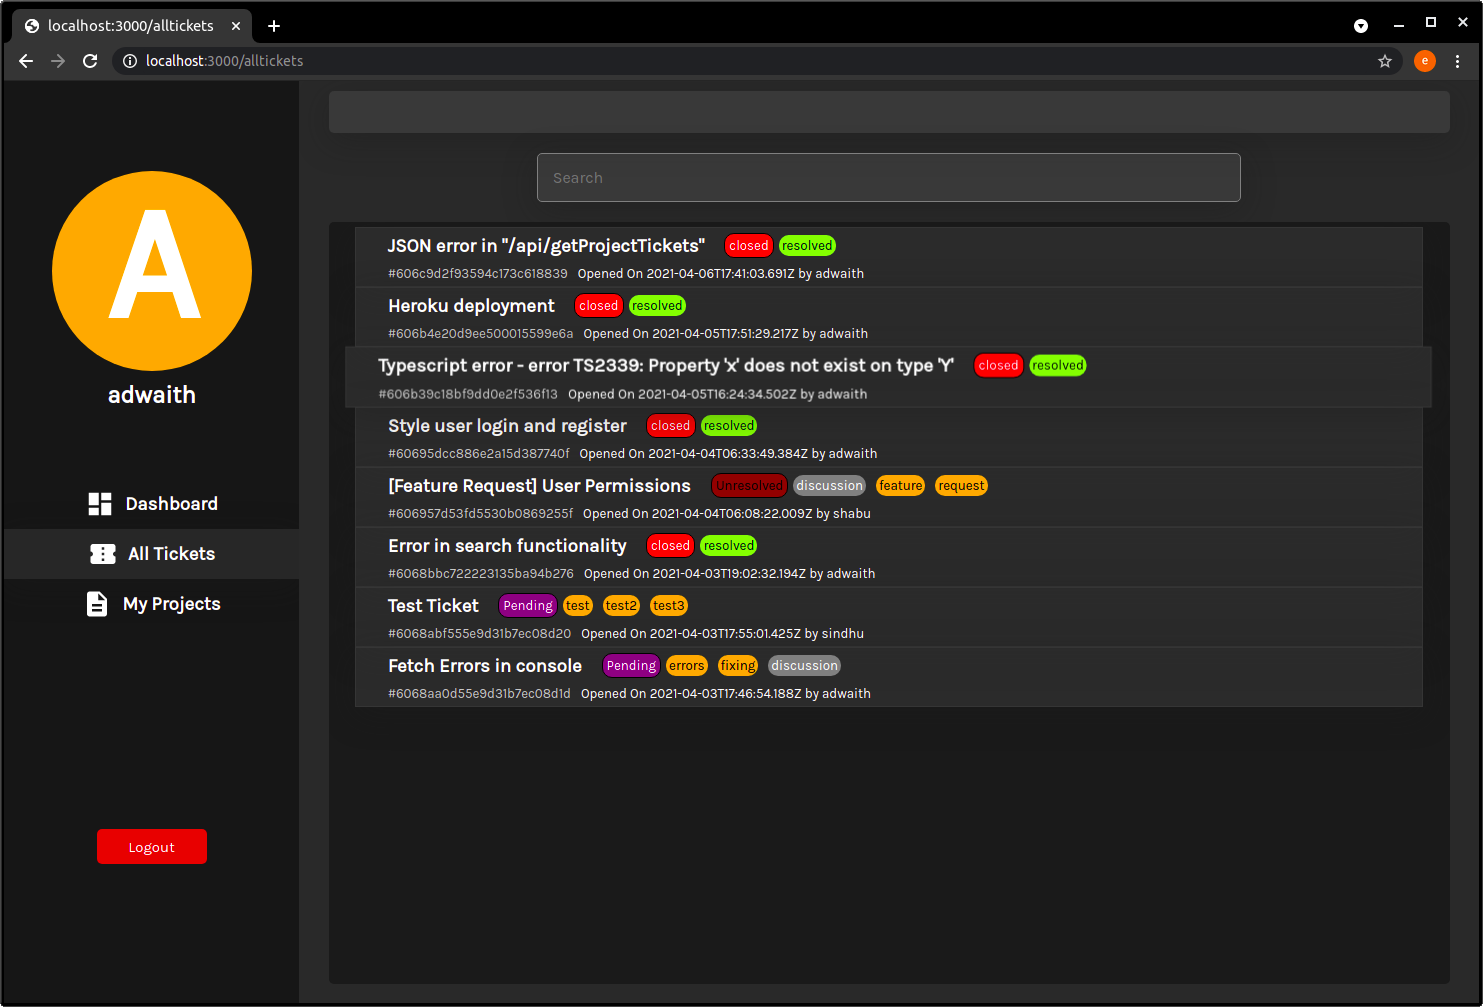 localhost:3000/alltickets
localhost:3000/alltickets
e
Search
A
adwaith
Dashboard
All Tickets
My Projects
Logout
JSON error in "/api/getProjectTickets" closed resolved
#606c9d2f93594c173c618839 Opened On 2021-04-06T17:41:03.691Z by adwaith
Heroku deployment closed resolved
#606b4e20d9ee500015599e6a Opened On 2021-04-05T17:51:29.217Z by adwaith
Typescript error - error TS2339: Property 'x' does not exist on type 'Y' closed resolved
#606b39c18bf9dd0e2f536f13 Opened On 2021-04-05T16:24:34.502Z by adwaith
Style user login and register closed resolved
#60695dcc886e2a15d387740f Opened On 2021-04-04T06:33:49.384Z by adwaith
[Feature Request] User Permissions Unresolved discussion feature request
#606957d53fd5530b0869255f Opened On 2021-04-04T06:08:22.009Z by shabu
Error in search functionality closed resolved
#6068bbc722223135ba94b276 Opened On 2021-04-03T19:02:32.194Z by adwaith
Test Ticket Pending test test2 test3
#6068abf555e9d31b7ec08d20 Opened On 2021-04-03T17:55:01.425Z by sindhu
Fetch Errors in console Pending errors fixing discussion
#6068aa0d55e9d31b7ec08d1d Opened On 2021-04-03T17:46:54.188Z by adwaith